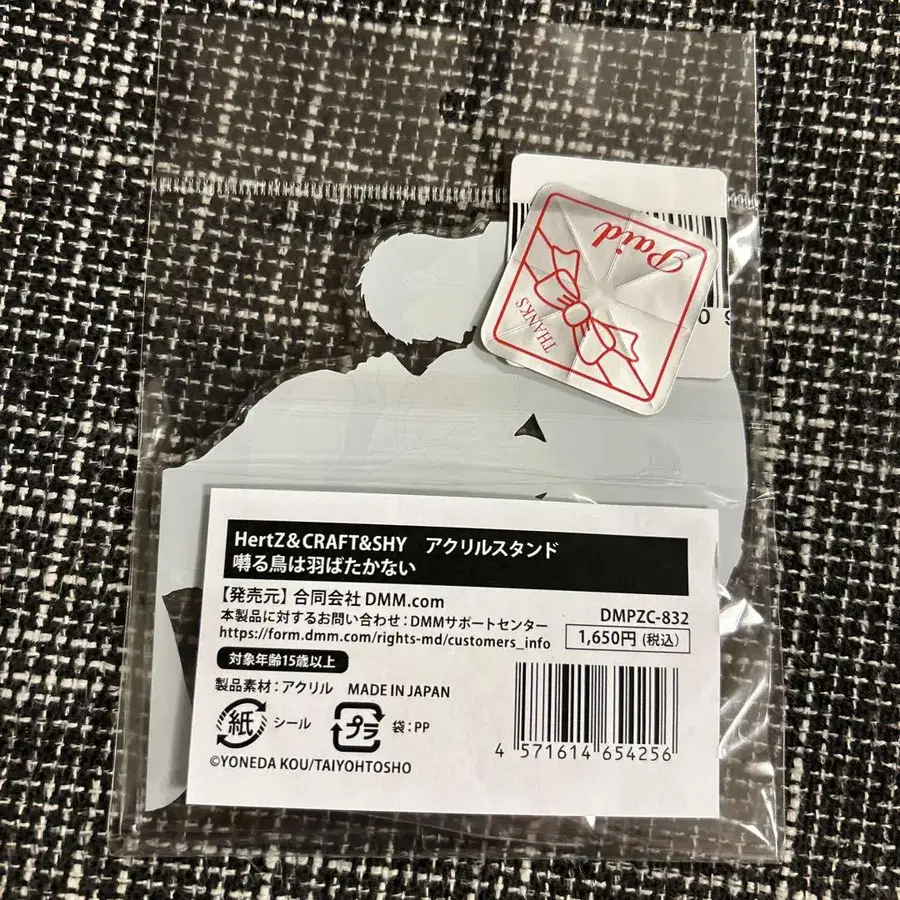 Paid
THANKS
09
HertZ&CRAFT&SHY アクリルスタンド
囀る鳥は羽ばたかない
【発売元】合同会社DMM.com
本製品に対するお問い合わせ:DMMサポートセンター
https://form.dmm.com/rights-md/customers_info
DMPZC-832
1,650円(税込)
対象年齢15歳以上
製品素材:アクリル MADE IN JAPAN
紙 シール プラ 袋:PP
4 571614 654256
©YONEDA KOU/TAIYOHTOSHO